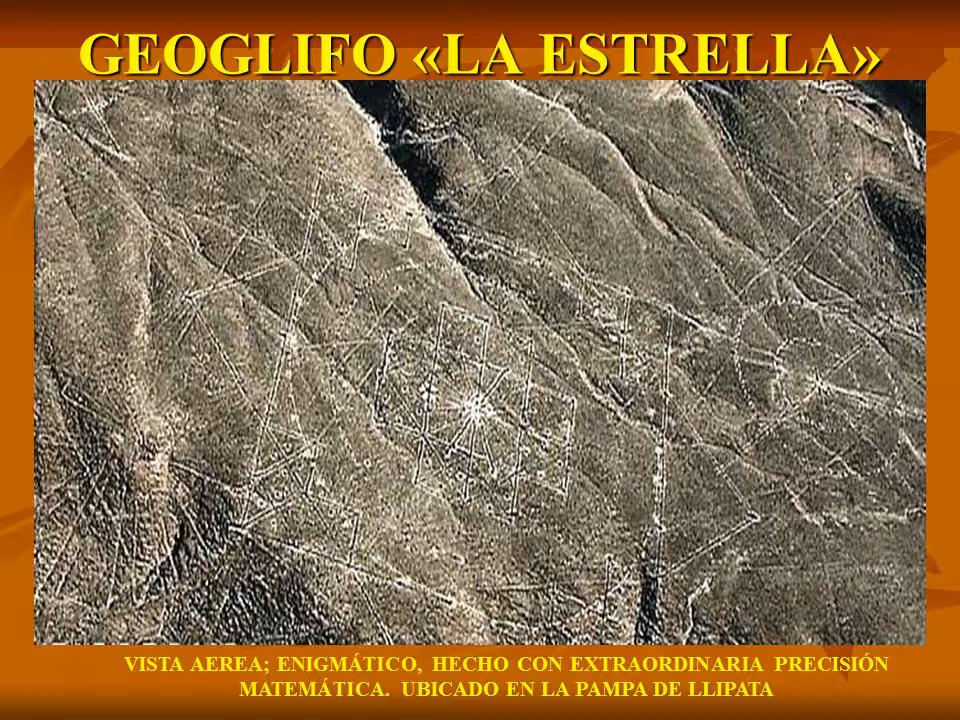 GEOGLIFO «LA ESTRELLA»
VISTA AEREA; ENIGMÁTICO, HECHO CON EXTRAORDINARIA PRECISIÓN
MATEMÁTICA. UBICADO EN LA PAMPA DE LLIPATA